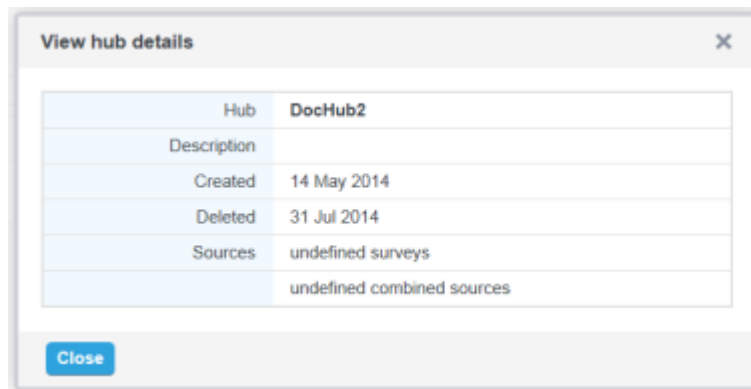 View hub details ×
Hub DocHub2
Description
Created 14 May 2014
Deleted 31 Jul 2014
Sources undefined surveys
undefined combined sources
Close